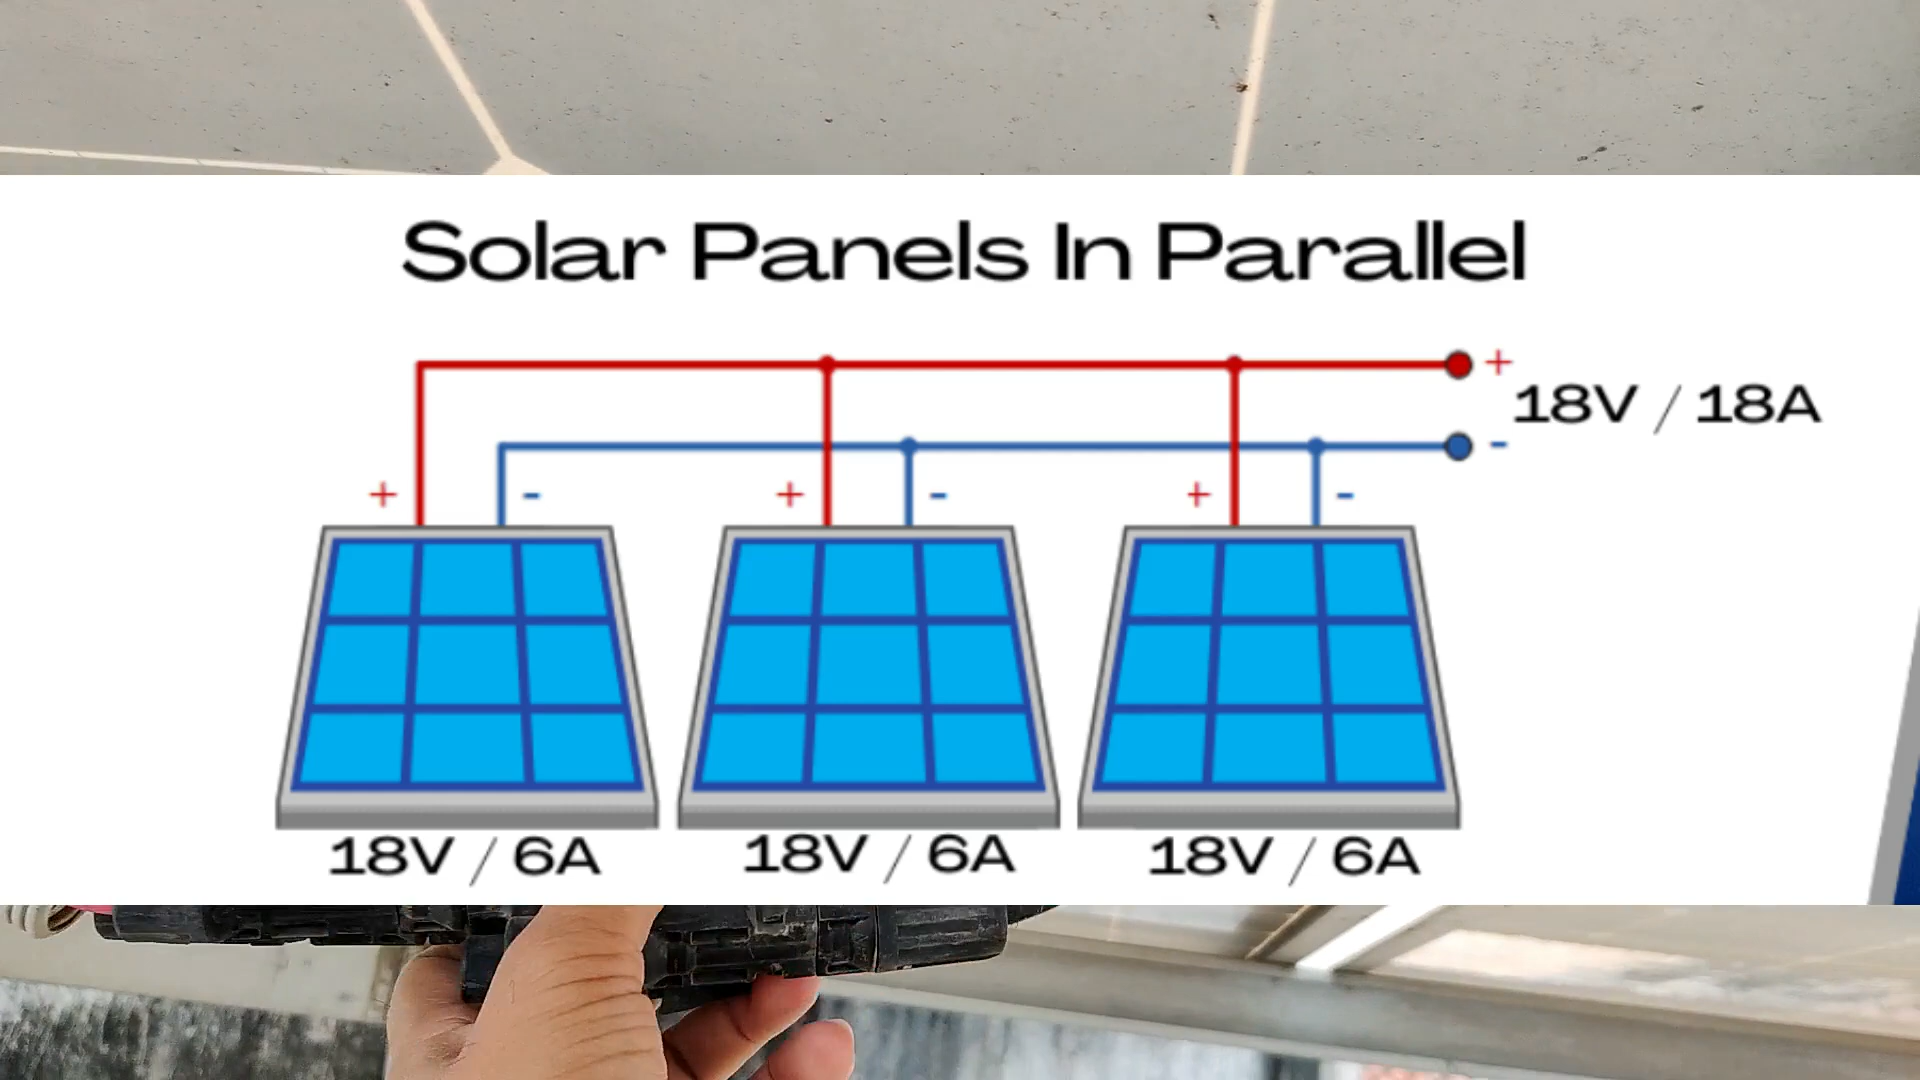 Solar Panels In Parallel
+
18V / 18A
-
+ - + - + -
18V / 6A 18V / 6A 18V / 6A